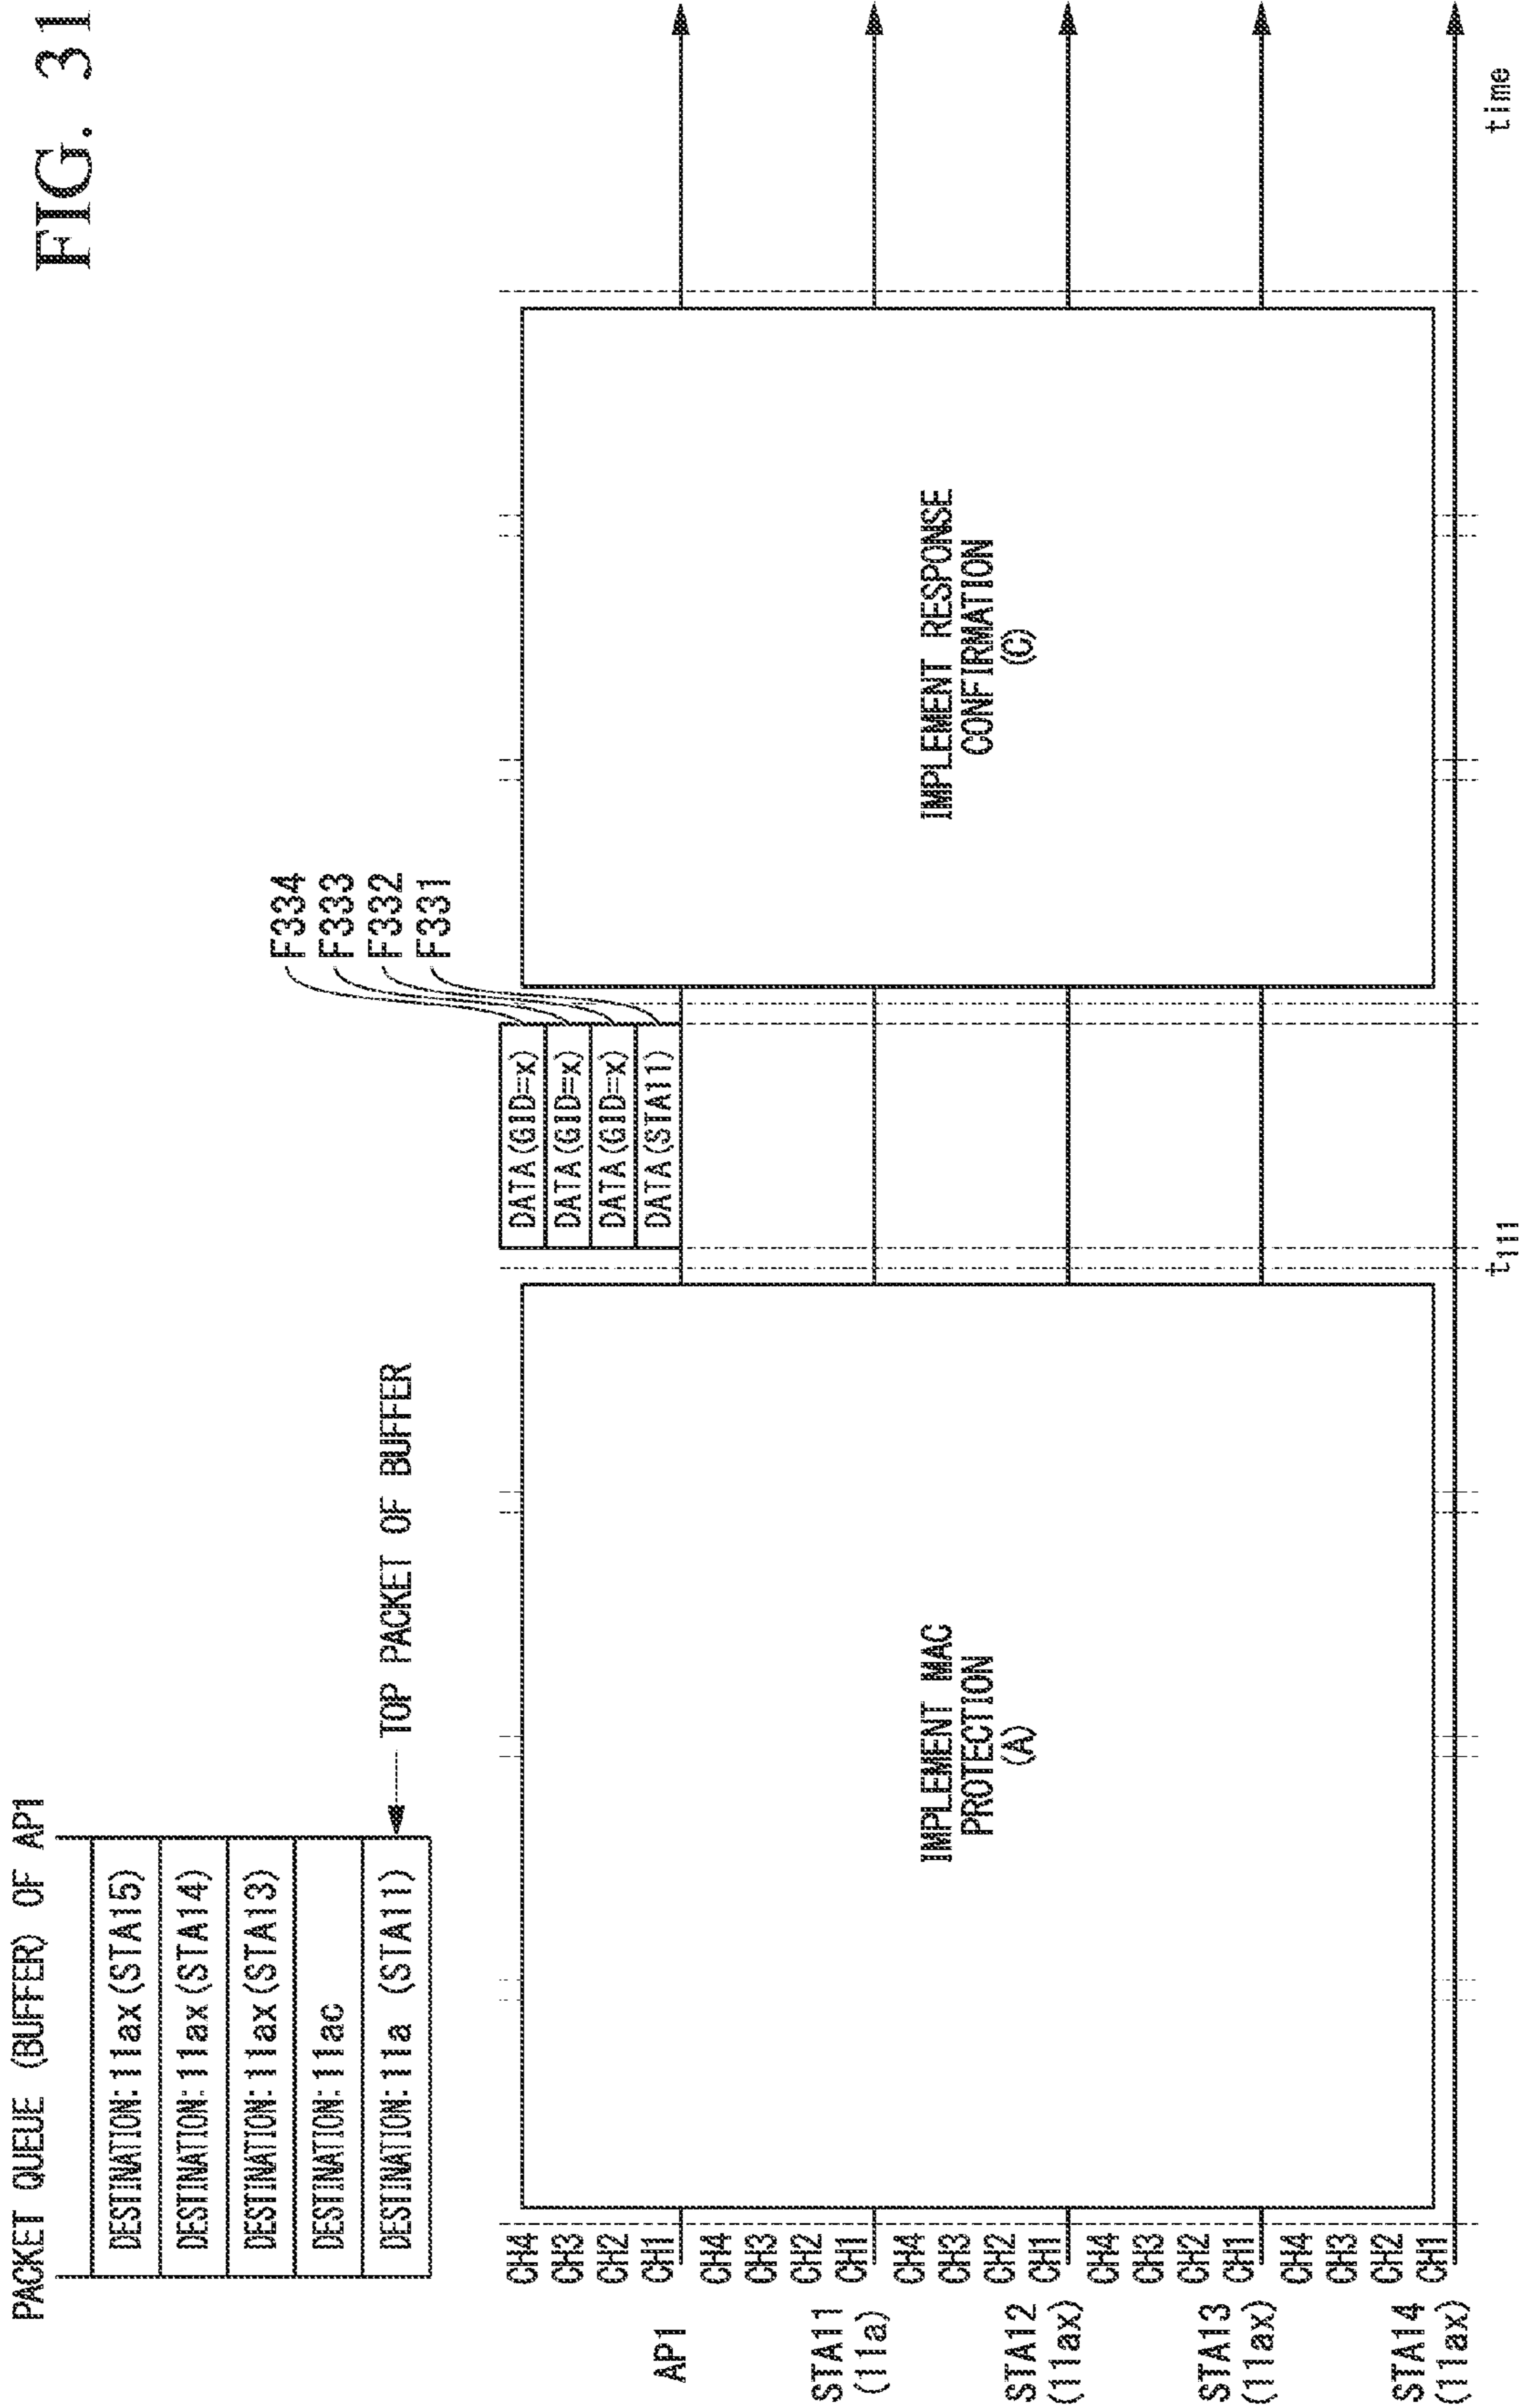 FIG. 31
PACKET QUEUE (BUFFER) OF AP1
DESTINATION:11ax(STA15)
DESTINATION:11ax(STA14)
DESTINATION:11ax(STA13)
DESTINATION:11ac
DESTINATION:11a (STA11)
TOP PACKET OF BUFFER
F334
F333
F332
F331
AP1
CH4
CH3
CH2
CH1
DATA(GID=x)
DATA(GID=x)
DATA(GID=x)
DATA(STA11)
STA11
(11a)
CH4
CH3
CH2
CH1
STA12
(11ax)
CH4
CH3
CH2
CH1
STA13
(11ax)
CH4
CH3
CH2
CH1
STA14
(11ax)
CH4
CH3
CH2
CH1
IMPLEMENT MAC
PROTECTION
(A)
IMPLEMENT RESPONSE
CONFIRMATION
(C)
t111
time